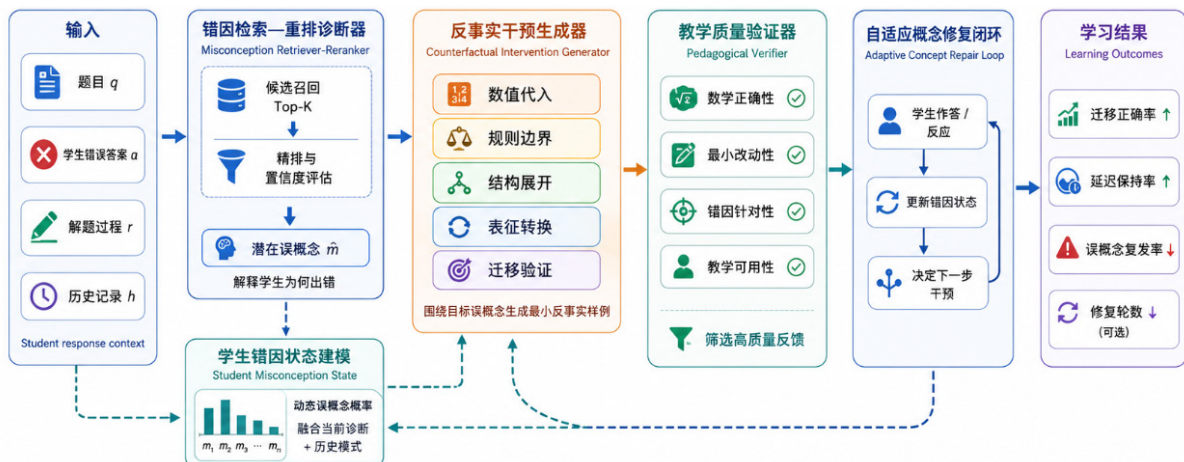 输入
题目 q
学生错误答案 a
解题过程 r
历史记录 h
Student response context
错因检索—重排诊断器
Misconception Retriever-Reranker
候选召回
Top-K
精排与
置信度评估
潜在误概念 m̂
解释学生为何出错
反事实干预生成器
Counterfactual Intervention Generator
1 2
3 4
数值代入
规则边界
结构展开
表征转换
迁移验证
围绕目标误概念生成最小反事实样例
教学质量验证器
Pedagogical Verifier
√2
数学正确性
最小改动性
错因针对性
教学可用性
筛选高质量反馈
自适应概念修复闭环
Adaptive Concept Repair Loop
学生作答 /
反应
更新错因状态
决定下一步
干预
学习结果
Learning Outcomes
迁移正确率 ↑
延迟保持率 ↑
误概念复发率 ↓
修复轮数 ↓
(可选)
学生错因状态建模
Student Misconception State
m₁ m₂ m₃ ··· mₙ
动态误概念概率
融合当前诊断
+ 历史模式